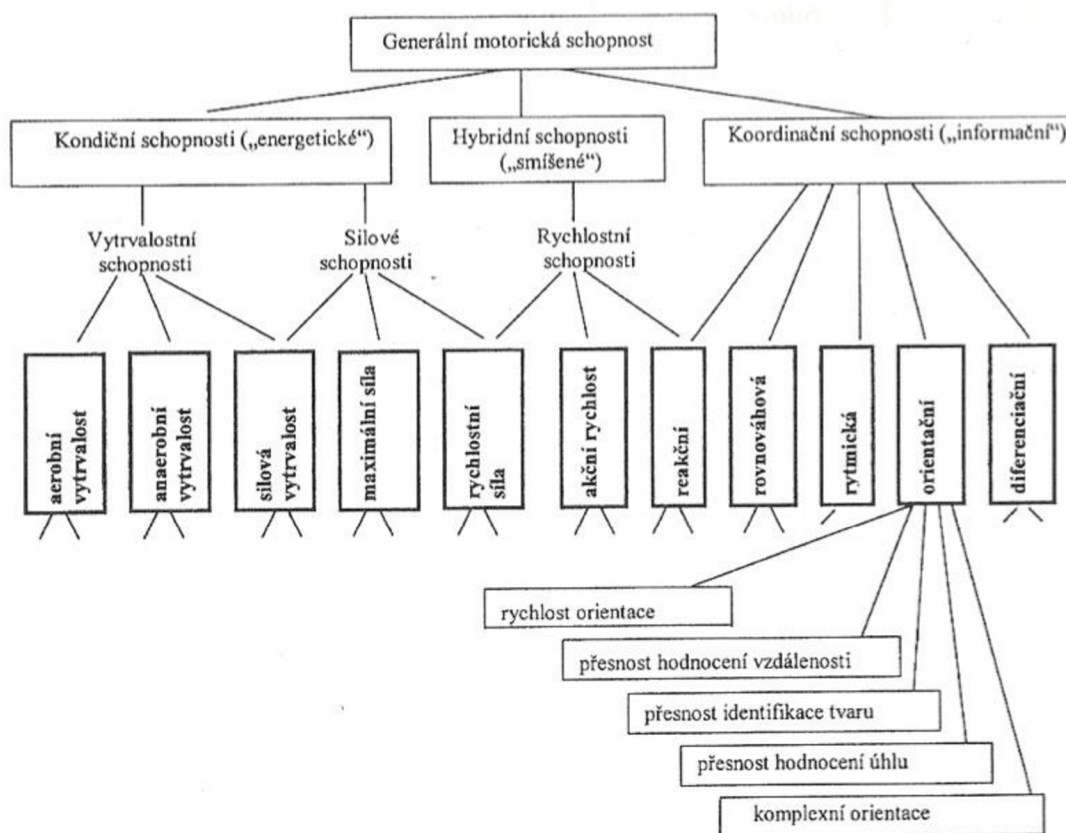 Generální motorická schopnost
Kondiční schopnosti („energetické“)
Hybridní schopnosti
(„smíšené“)
Koordinační schopnosti („informační“)
Vytrvalostní
schopnosti
Silové
schopnosti
Rychlostní
schopnosti
aerobní
vytrvalost
anaerobní
vytrvalost
silová
vytrvalost
maximální síla
rychlostní
síla
akční rychlost
reakční
rovnováhová
rytmická
orientační
diferenciační
rychlost orientace
přesnost hodnocení vzdálenosti
přesnost identifikace tvaru
přesnost hodnocení úhlu
komplexní orientace